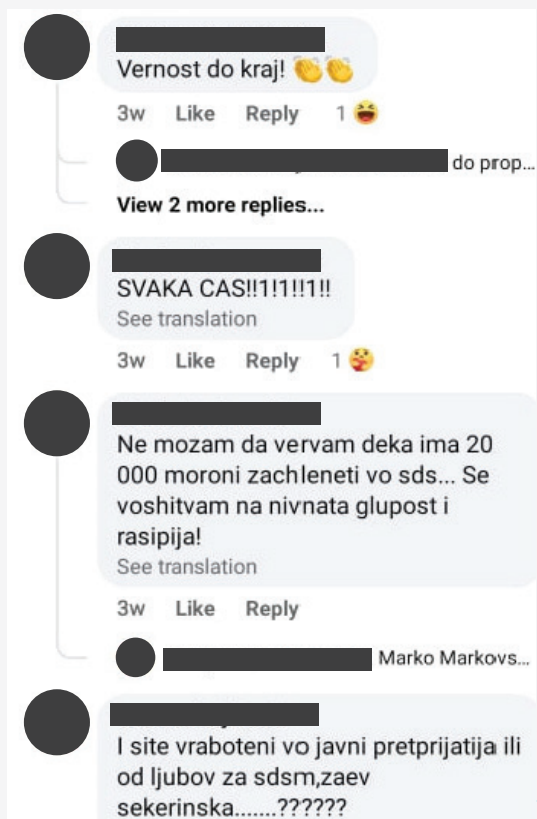 Vernost do kraj! 👏👏
3w Like Reply 1 😆
do prop...
View 2 more replies...
SVAKA CAS!!1!1!!1!!
See translation
3w Like Reply 1 🤗
Ne mozam da vervam deka ima 20
000 moroni zachleneti vo sds... Se
voshitvam na nivnata glupost i
rasipija!
See translation
3w Like Reply
Marko Markovs...
I site vraboteni vo javni pretprijatija ili
od ljubov za sdsm,zaev
sekerinska.......??????